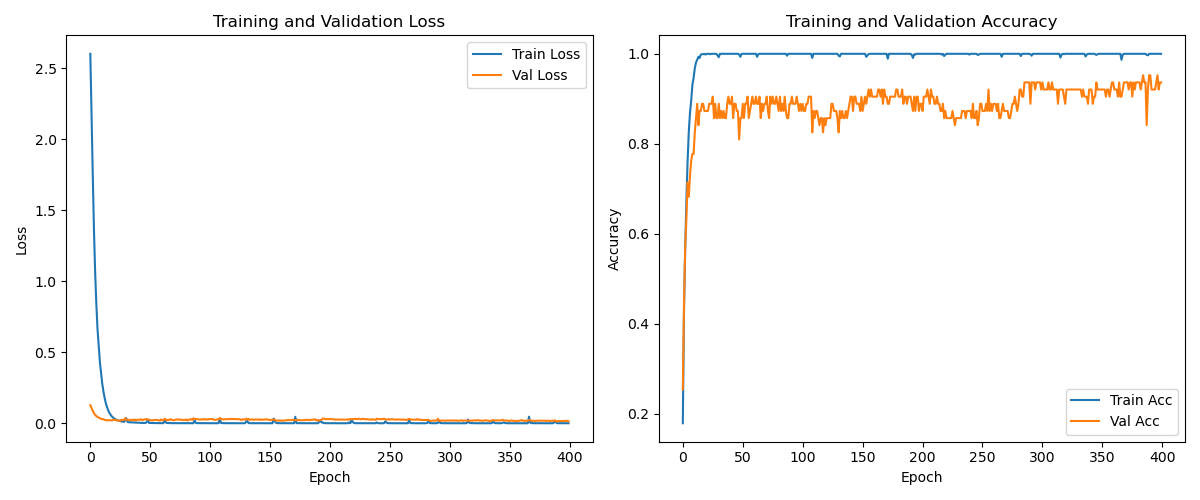 Training and Validation Loss
Train Loss
Val Loss
2.5
2.0
1.5
1.0
0.5
0.0
Loss
0 50 100 150 200 250 300 350 400
Epoch
Training and Validation Accuracy
1.0
0.8
0.6
0.4
0.2
Accuracy
Train Acc
Val Acc
0 50 100 150 200 250 300 350 400
Epoch